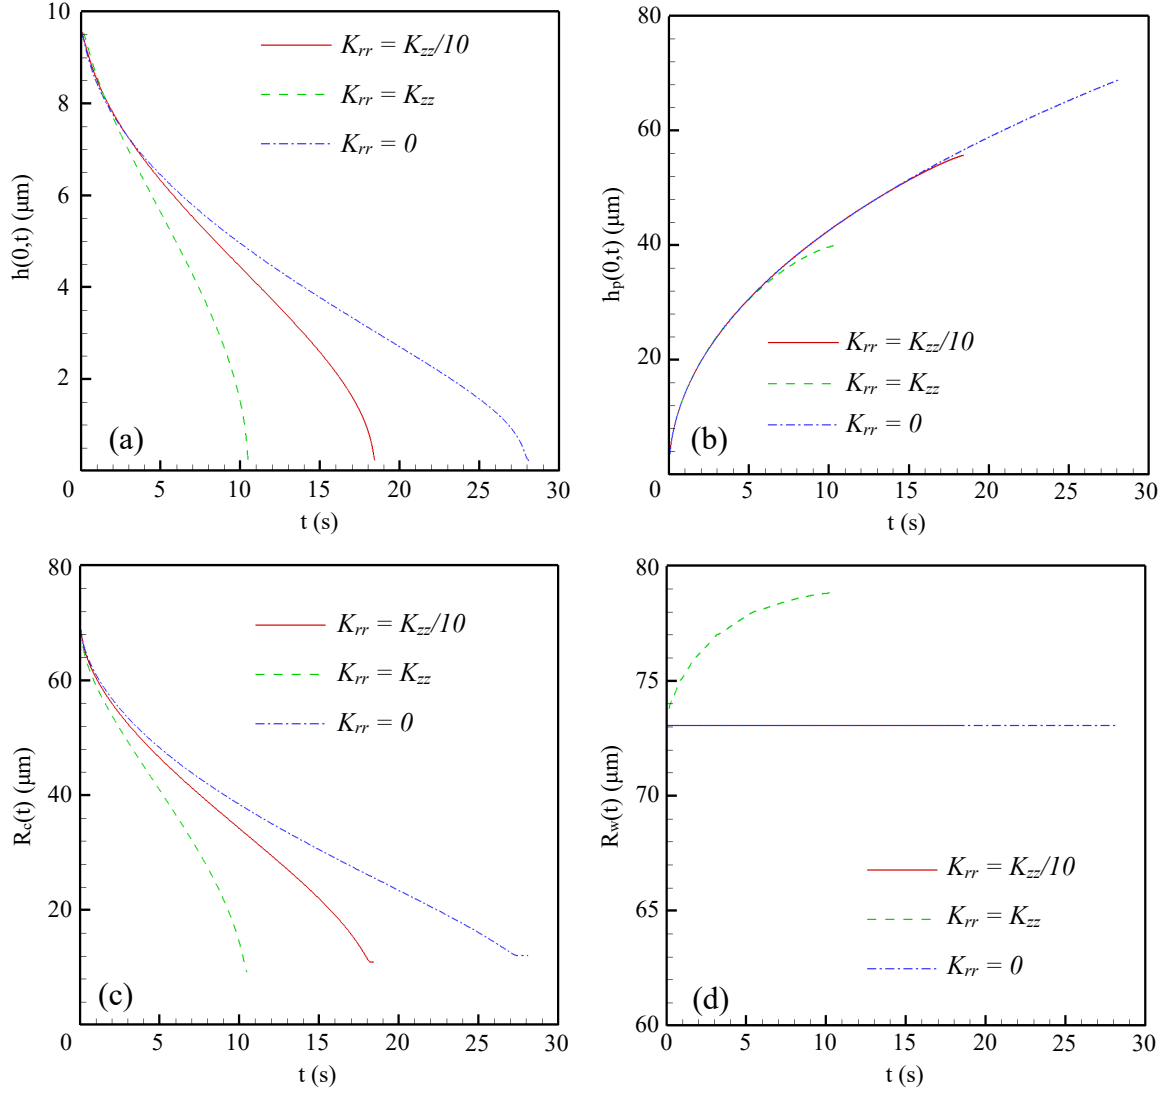 10
8
6
4
2
h(0,t) (μm)
K_rr = K_zz/10
K_rr = K_zz
K_rr = 0
(a)
0 5 10 15 20 25 30
t (s)
80
60
40
20
0
h_p(0,t) (μm)
K_rr = K_zz/10
K_rr = K_zz
K_rr = 0
(b)
0 5 10 15 20 25 30
t (s)
80
60
40
20
R_c(t) (μm)
K_rr = K_zz/10
K_rr = K_zz
K_rr = 0
(c)
0 5 10 15 20 25 30
t (s)
80
75
70
65
60
R_w(t) (μm)
K_rr = K_zz/10
K_rr = K_zz
K_rr = 0
(d)
0 5 10 15 20 25 30
t (s)